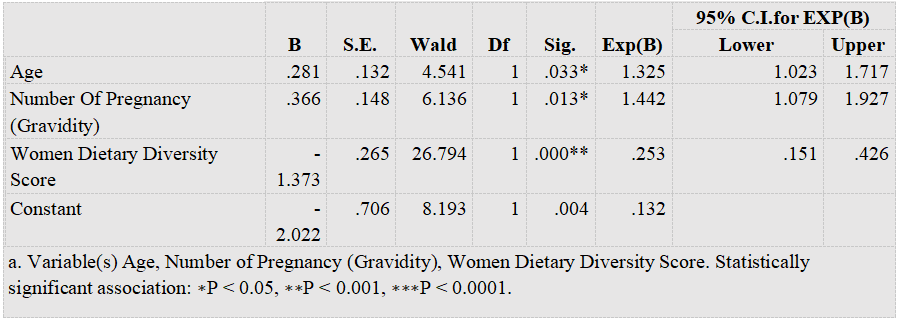 95% C.I.for EXP(B)
B S.E. Wald Df Sig. Exp(B) Lower Upper
Age .281 .132 4.541 1 .033* 1.325 1.023 1.717
Number Of Pregnancy .366 .148 6.136 1 .013* 1.442 1.079 1.927
(Gravidity)
Women Dietary Diversity - .265 26.794 1 .000** .253 .151 .426
Score 1.373
Constant - .706 8.193 1 .004 .132
2.022
a. Variable(s) Age, Number of Pregnancy (Gravidity), Women Dietary Diversity Score. Statistically
significant association: ∗P < 0.05, ∗∗P < 0.001, ∗∗∗P < 0.0001.